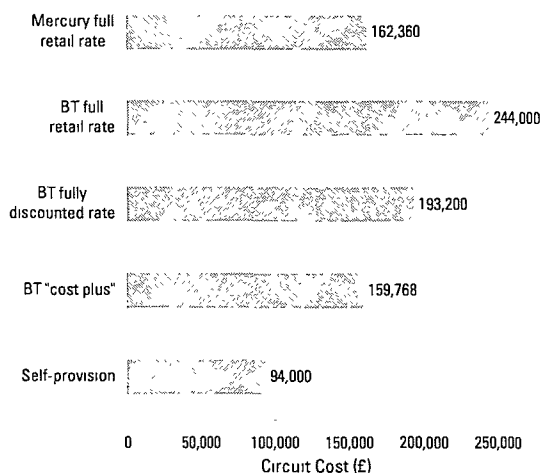 Mercury full
retail rate
162,360
BT full
retail rate
244,000
BT fully
discounted rate
193,200
BT "cost plus"
159,768
Self-provision
94,000
0 50,000 100,000 150,000 200,000 250,000
Circuit Cost (£)